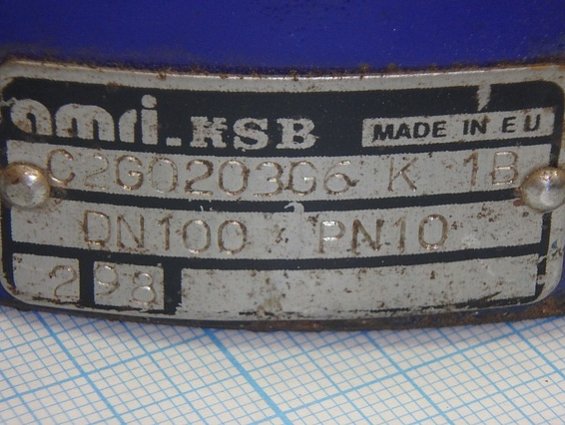 amri-KSB MADE IN EU
C2G0203G6 K 1B
DN100 PN10
2 98